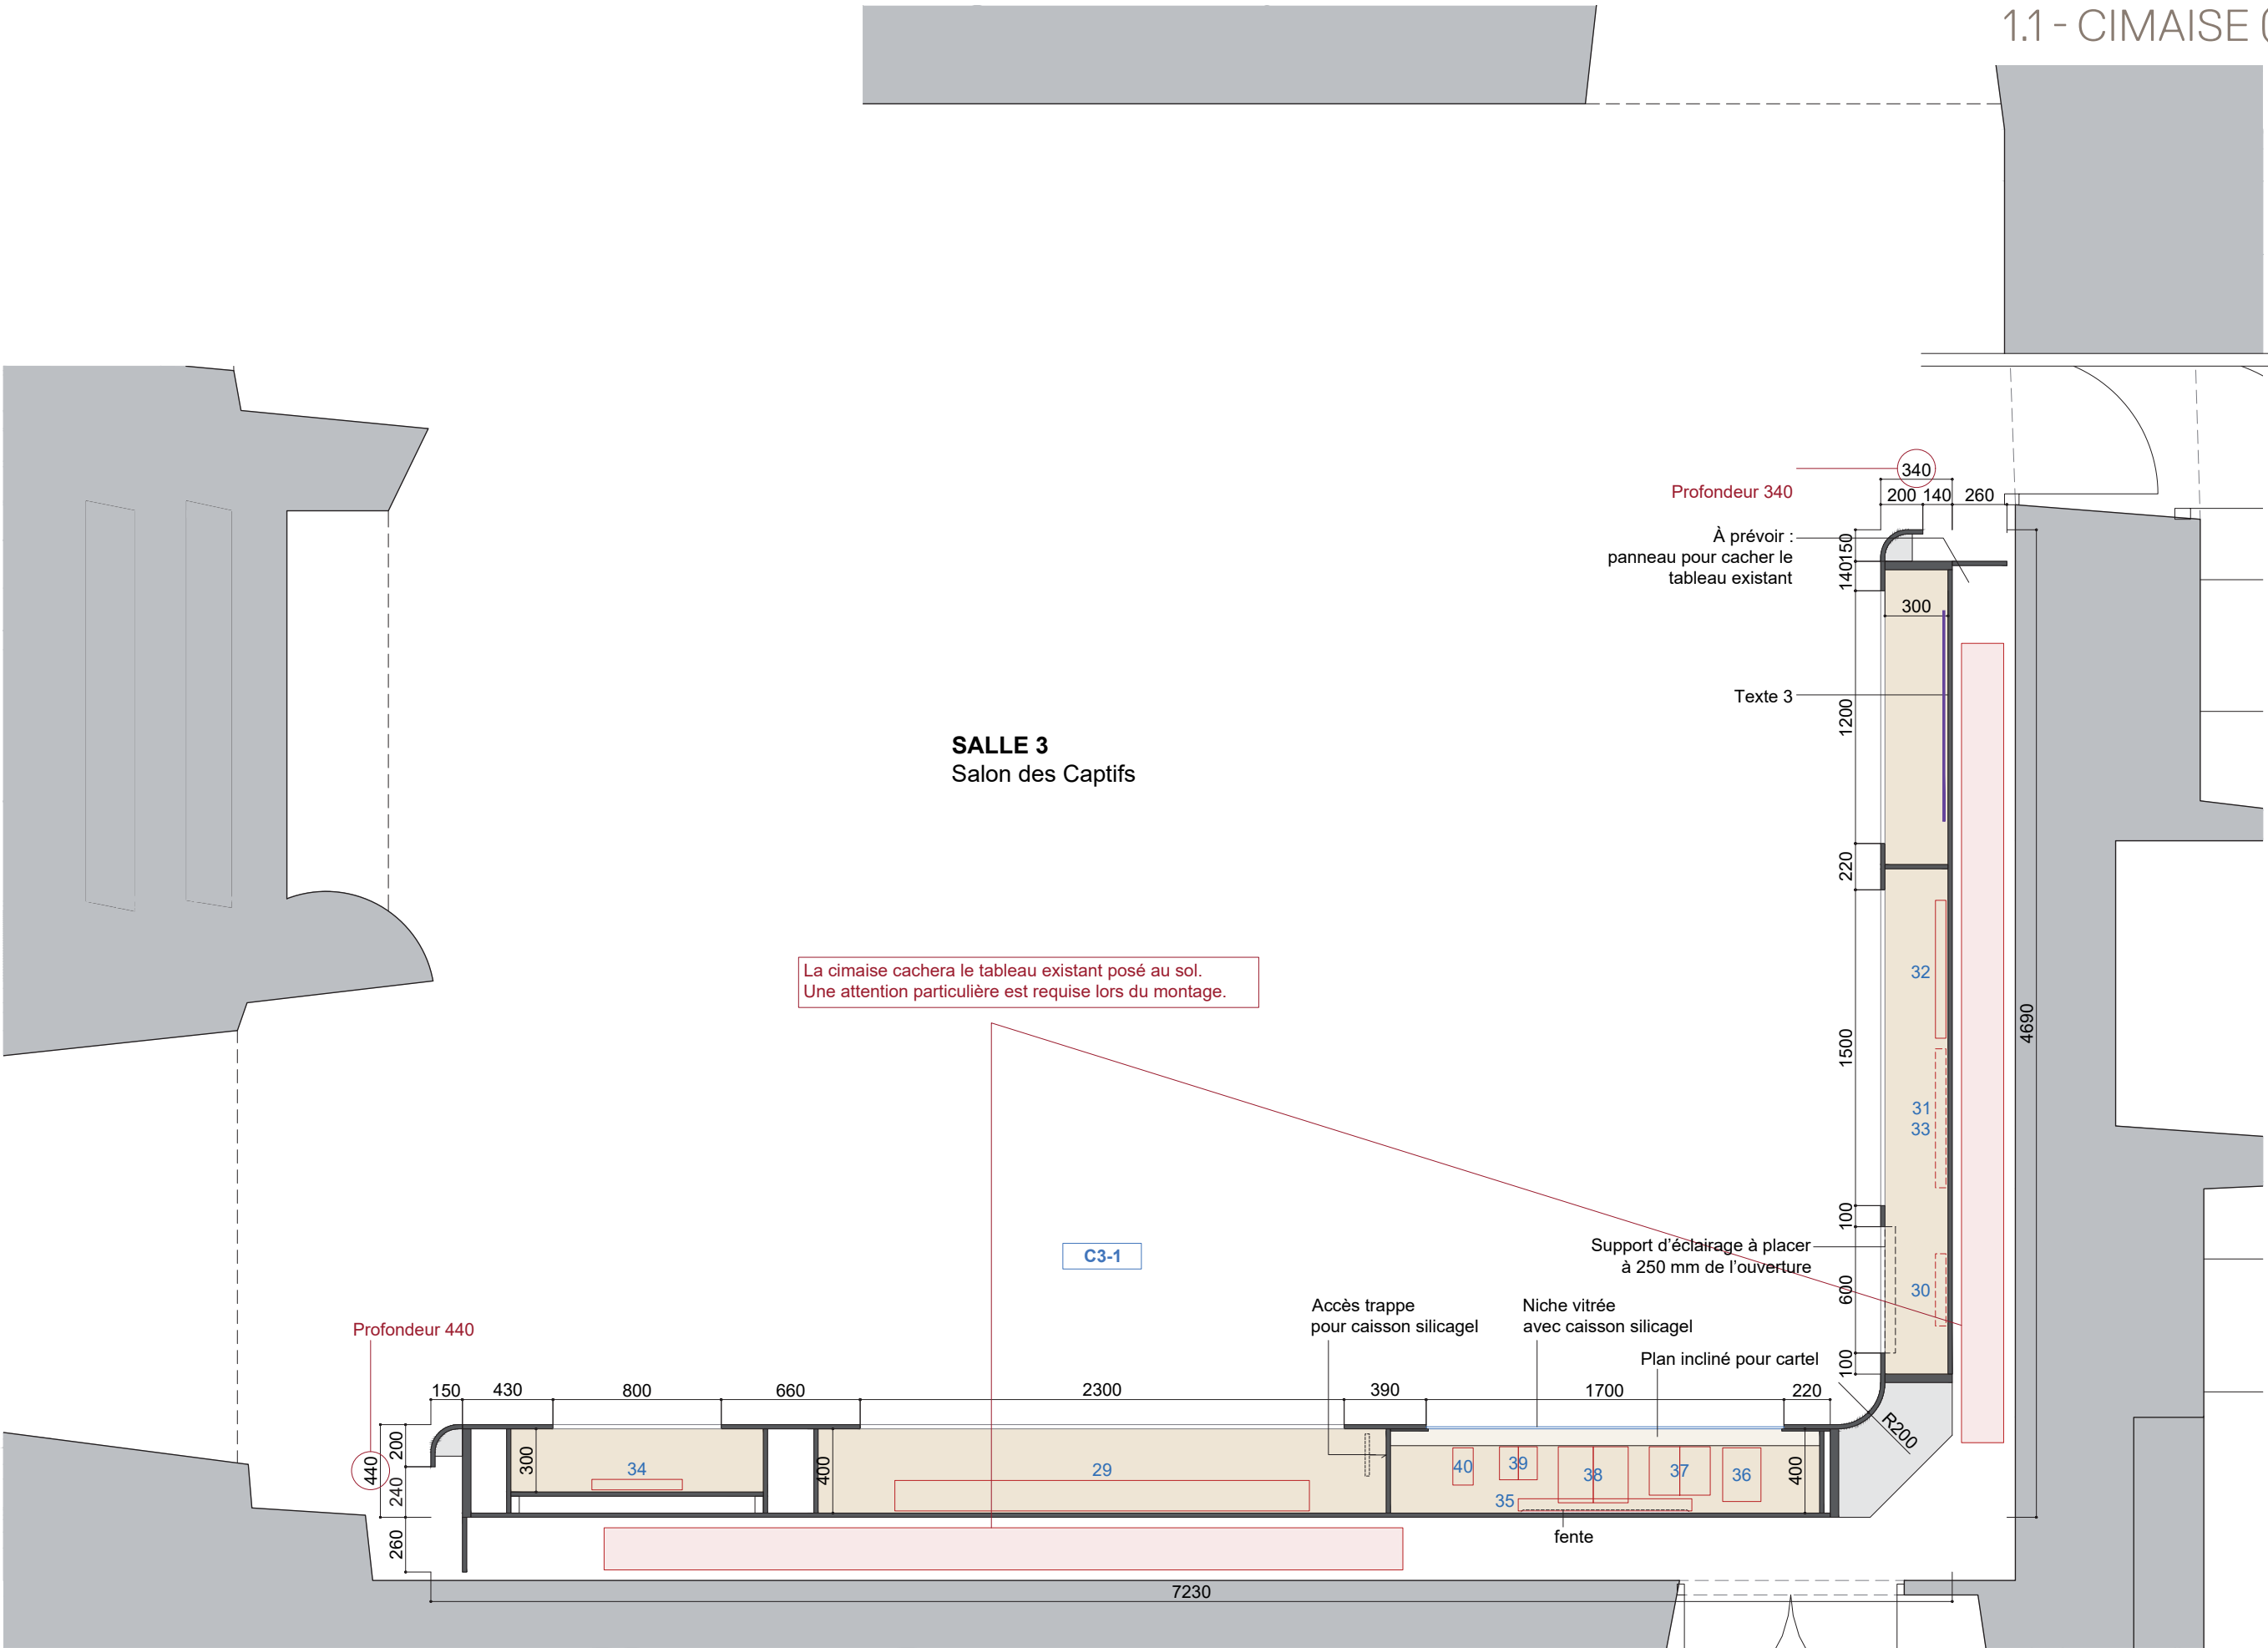 1.1 - CIMAISE
340
Profondeur 340
200 140 260
À prévoir :
panneau pour cacher le
tableau existant
150
140
300
Texte 3
1200
SALLE 3
Salon des Captifs
220
La cimaise cachera le tableau existant posé au sol.
Une attention particulière est requise lors du montage.
32
4690
1500
31
33
100
C3-1
Support d'éclairage à placer
à 250 mm de l'ouverture
600
30
Accès trappe
pour caisson silicagel
Niche vitrée
avec caisson silicagel
Profondeur 440
Plan incliné pour cartel
100
150 430 800 660 2300 390 1700 220
R200
200
440
240
300
34
400
29
40
39
38
37
36
400
35
fente
260
7230